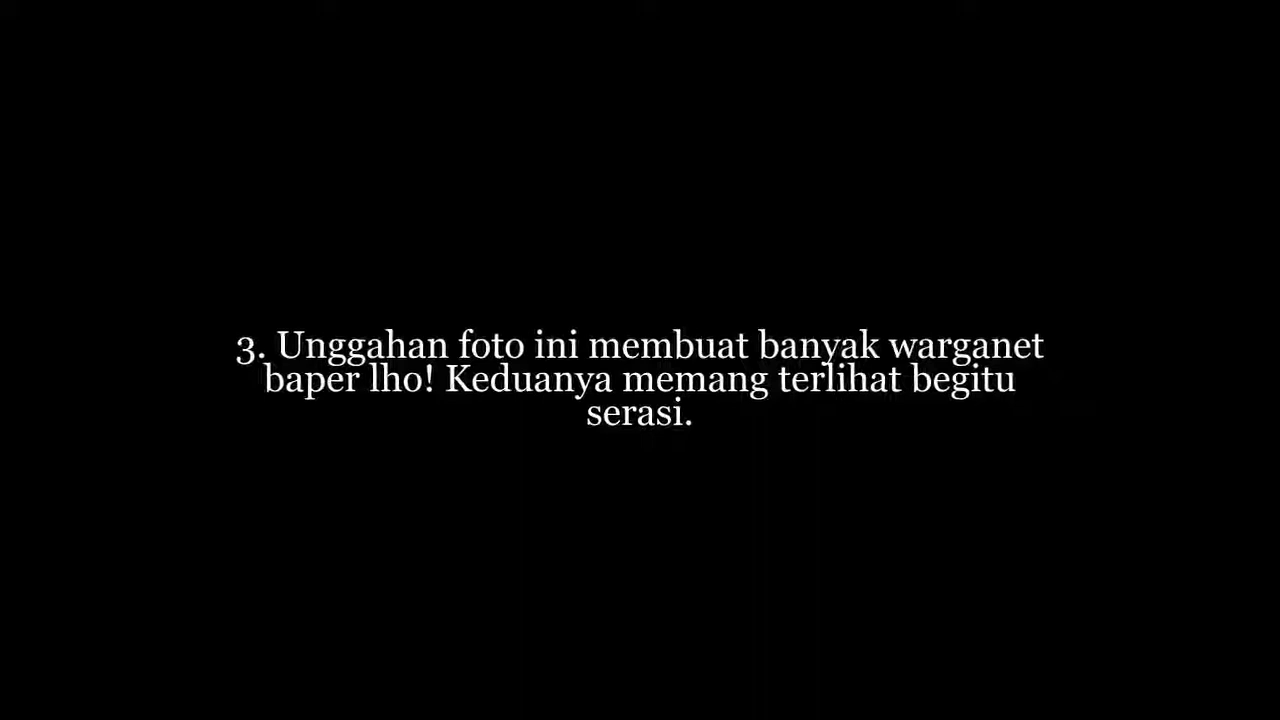 3. Unggahan foto ini membuat banyak warganet
baper lho! Keduanya memang terlihat begitu
serasi.